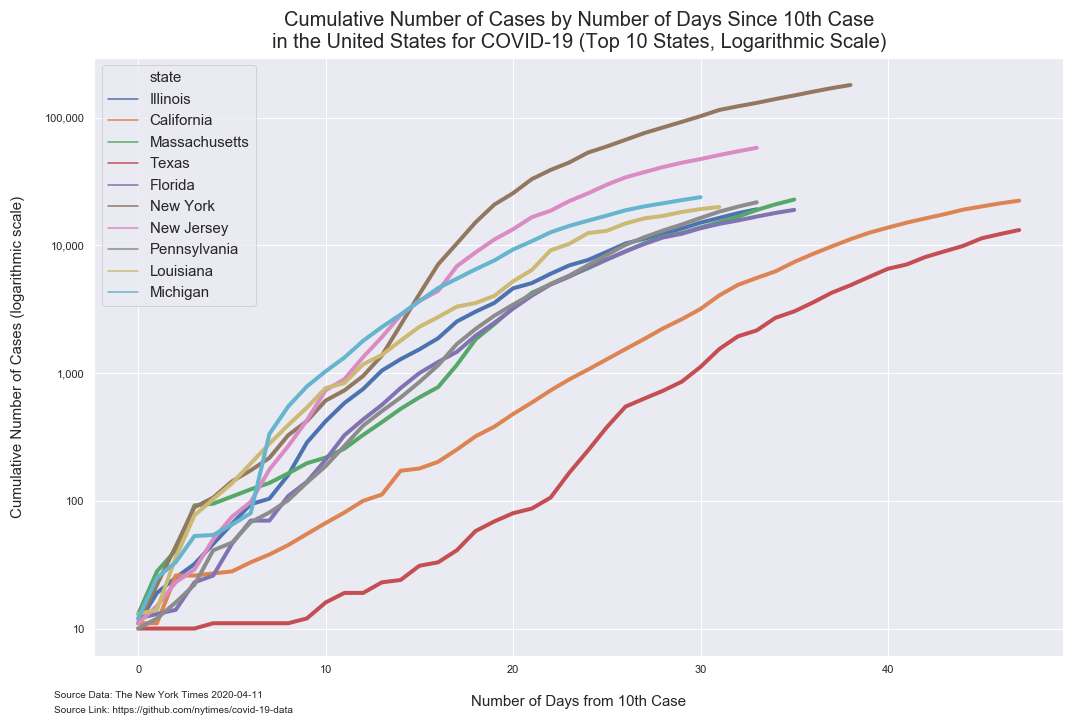 Cumulative Number of Cases by Number of Days Since 10th Case
in the United States for COVID-19 (Top 10 States, Logarithmic Scale)
Cumulative Number of Cases (logarithmic scale)
100,000
10,000
1,000
100
10
state
Illinois
California
Massachusetts
Texas
Florida
New York
New Jersey
Pennsylvania
Louisiana
Michigan
0 10 20 30 40
Number of Days from 10th Case
Source Data: The New York Times 2020-04-11
Source Link: https://github.com/nytimes/covid-19-data